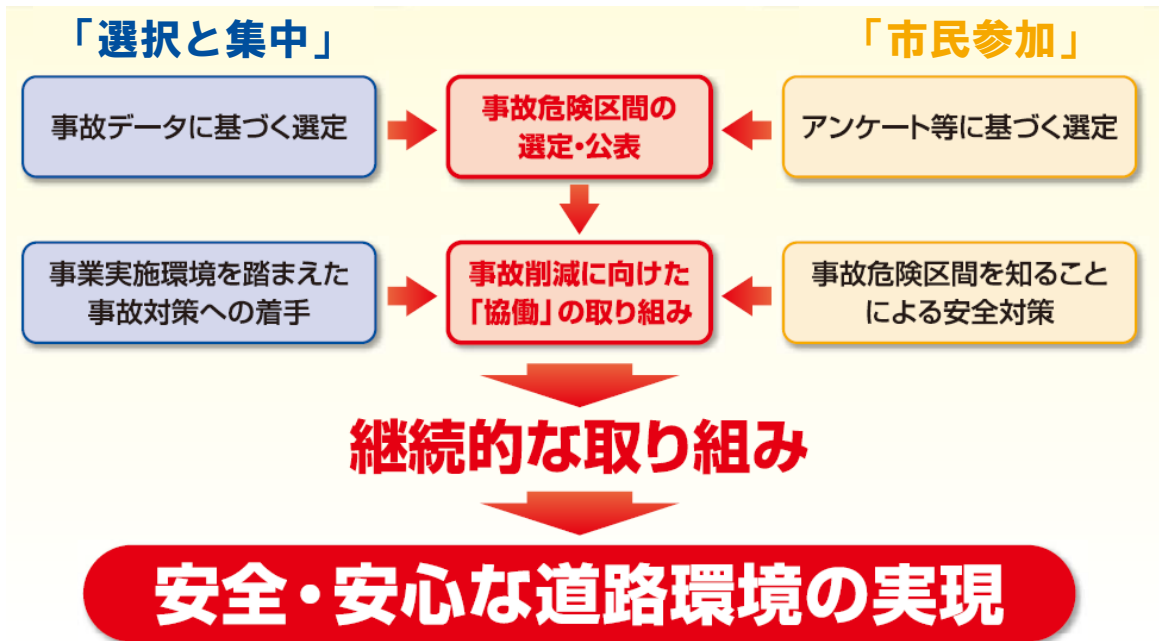 「選択と集中」
「市民参加」
事故データに基づく選定
事故危険区間の
選定・公表
アンケート等に基づく選定
事業実施環境を踏まえた
事故対策への着手
事故削減に向けた
「協働」の取り組み
事故危険区間を知ること
による安全対策
継続的な取り組み
安全・安心な道路環境の実現